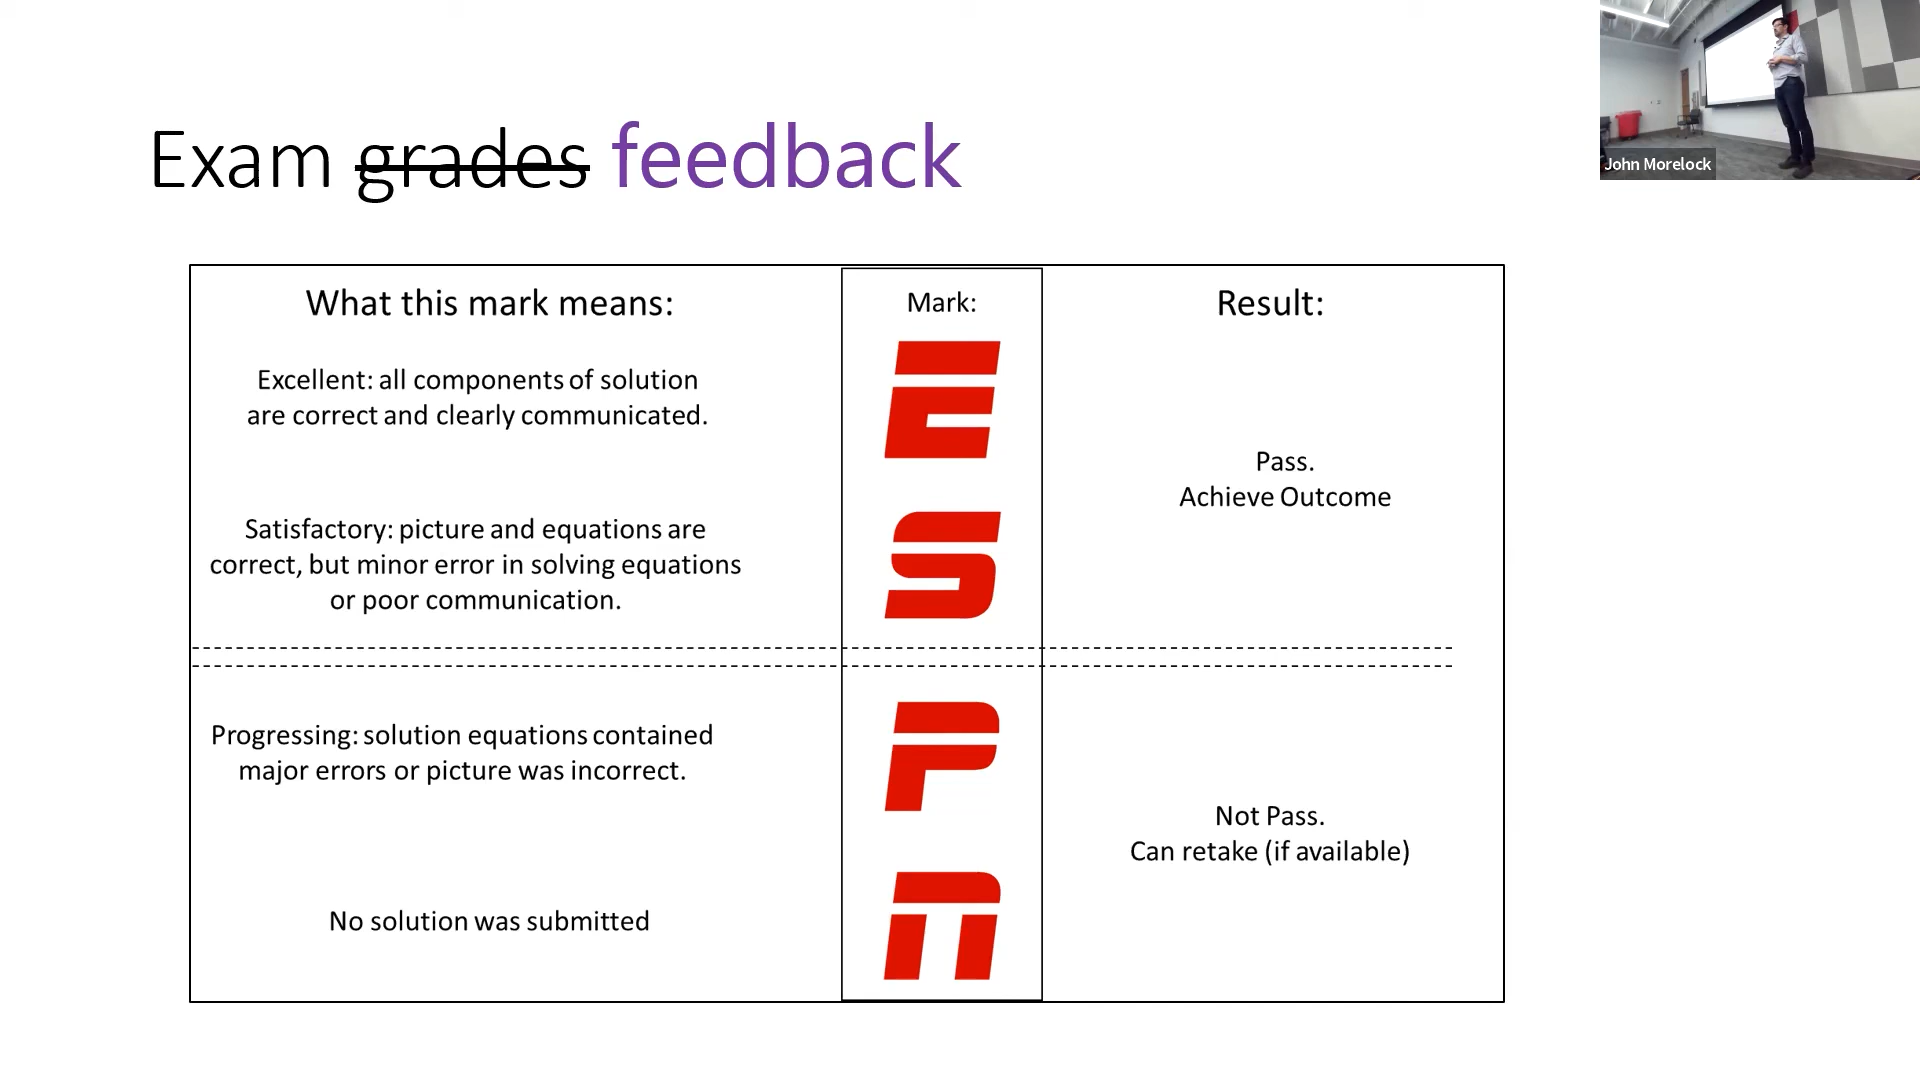 Exam grades feedback
John Morelock
What this mark means:
Mark:
Result:
Excellent: all components of solution
are correct and clearly communicated.
E
Pass.
Achieve Outcome
Satisfactory: picture and equations are
correct, but minor error in solving equations
or poor communication.
S
Progressing: solution equations contained
major errors or picture was incorrect.
P
Not Pass.
Can retake (if available)
No solution was submitted
N